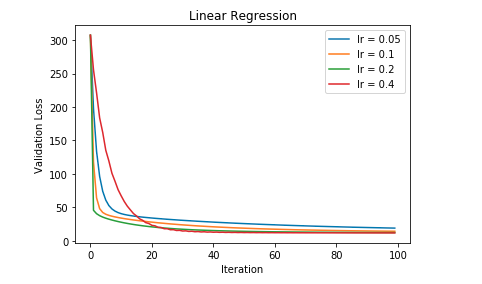 Linear Regression
lr = 0.05
lr = 0.1
lr = 0.2
lr = 0.4
Validation Loss
300
250
200
150
100
50
0
0 20 40 60 80 100
Iteration